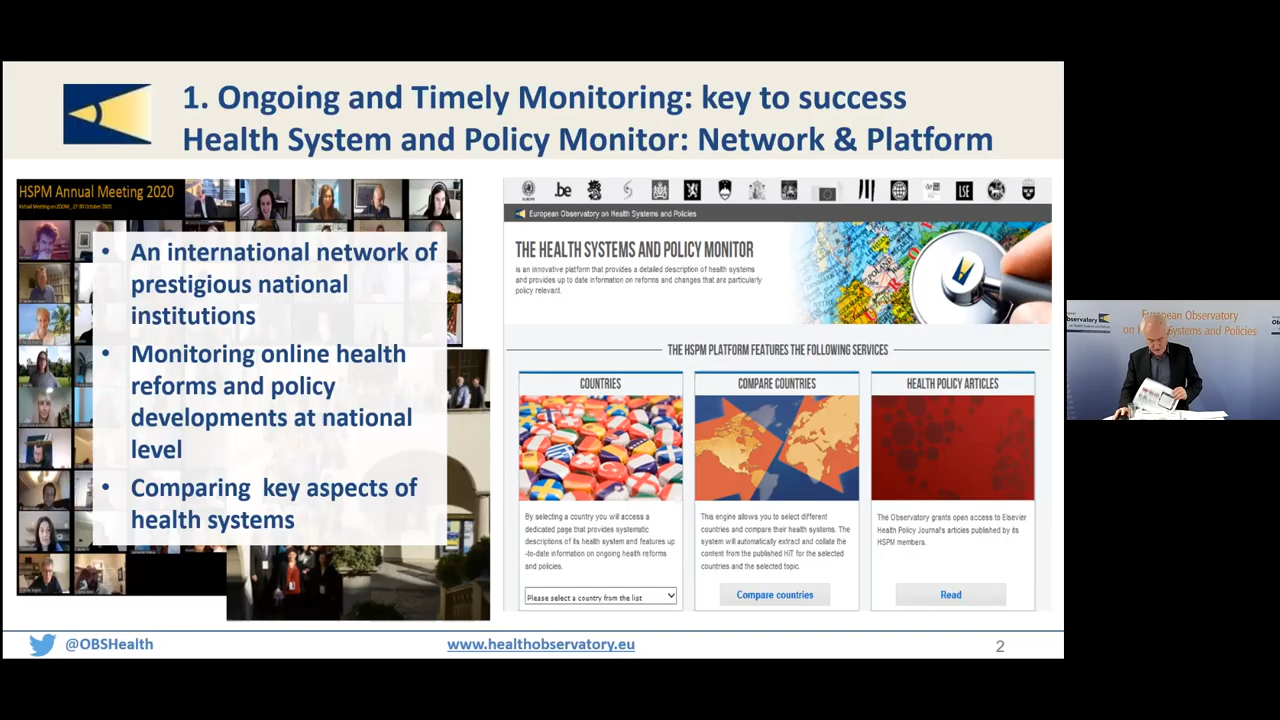 1. Ongoing and Timely Monitoring: key to success
Health System and Policy Monitor: Network & Platform
HSPM Annual Meeting 2020
• An international network of
prestigious national
institutions
• Monitoring online health
reforms and policy
developments at national
level
• Comparing key aspects of
health systems
.be
LSE
European Observatory on Health Systems and Policies
THE HEALTH SYSTEMS AND POLICY MONITOR
is an innovative platform that provides a detailed description of health systems
and provides up to date information on reforms and changes that are particularly
policy relevant.
THE HSPM PLATFORM FEATURES THE FOLLOWING SERVICES
COUNTRIES
By selecting a country you will access a
dedicated page that provides systematic
descriptions of its health system and features up
-to-date information on ongoing health reforms
and policies.
Please select a country from the list
COMPARE COUNTRIES
This engine allows you to select different
countries and compare their health systems. The
system will automatically extract and collate the
content from the published HiT for the selected
countries and the selected topic.
Compare countries
HEALTH POLICY ARTICLES
The Observatory grants open access to Elsevier
Health Policy Journal's articles published by its
HSPM members.
Read
@OBSHealth
www.healthobservatory.eu
2
European Observatory
on Health Systems and Policies